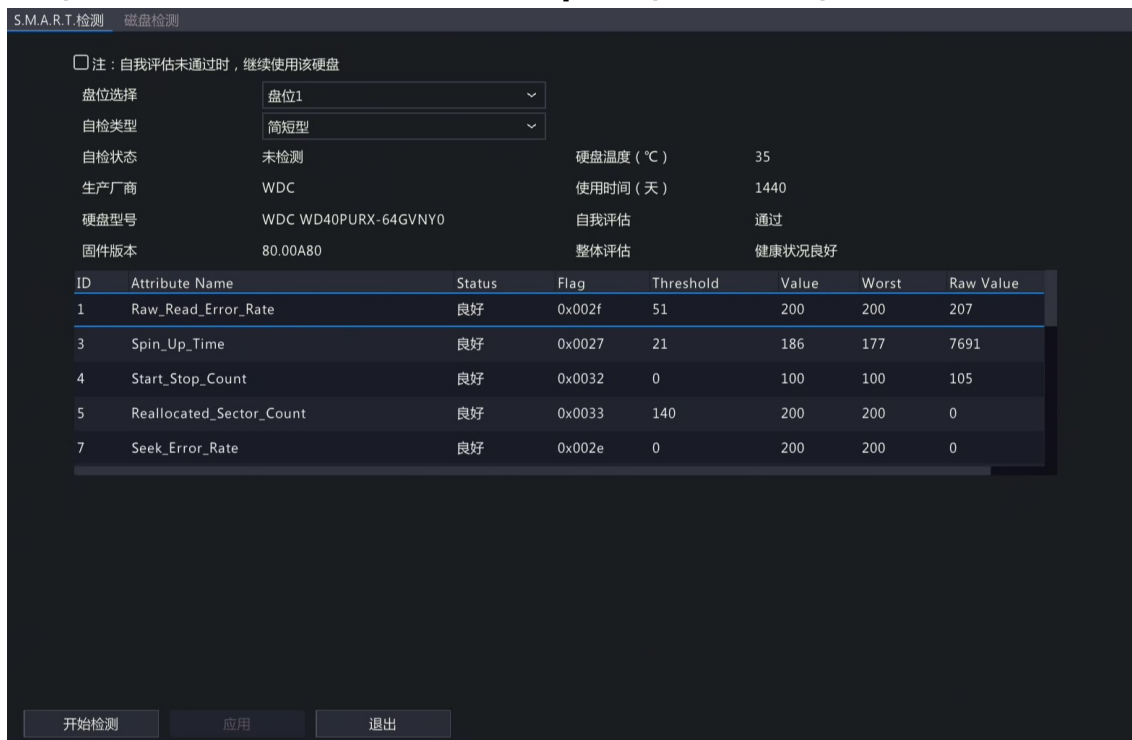 S.M.A.R.T.检测 磁盘检测
注：自我评估未通过时，继续使用该硬盘
盘位选择 盘位1
自检类型 简短型
自检状态 未检测 硬盘温度（℃） 35
生产厂商 WDC 使用时间（天） 1440
硬盘型号 WDC WD40PURX-64GVNY0 自我评估 通过
固件版本 80.00A80 整体评估 健康状况良好
ID Attribute Name Status Flag Threshold Value Worst Raw Value
1 Raw_Read_Error_Rate 良好 0x002f 51 200 200 207
3 Spin_Up_Time 良好 0x0027 21 186 177 7691
4 Start_Stop_Count 良好 0x0032 0 100 100 105
5 Reallocated_Sector_Count 良好 0x0033 140 200 200 0
7 Seek_Error_Rate 良好 0x002e 0 200 200 0
开始检测 应用 退出